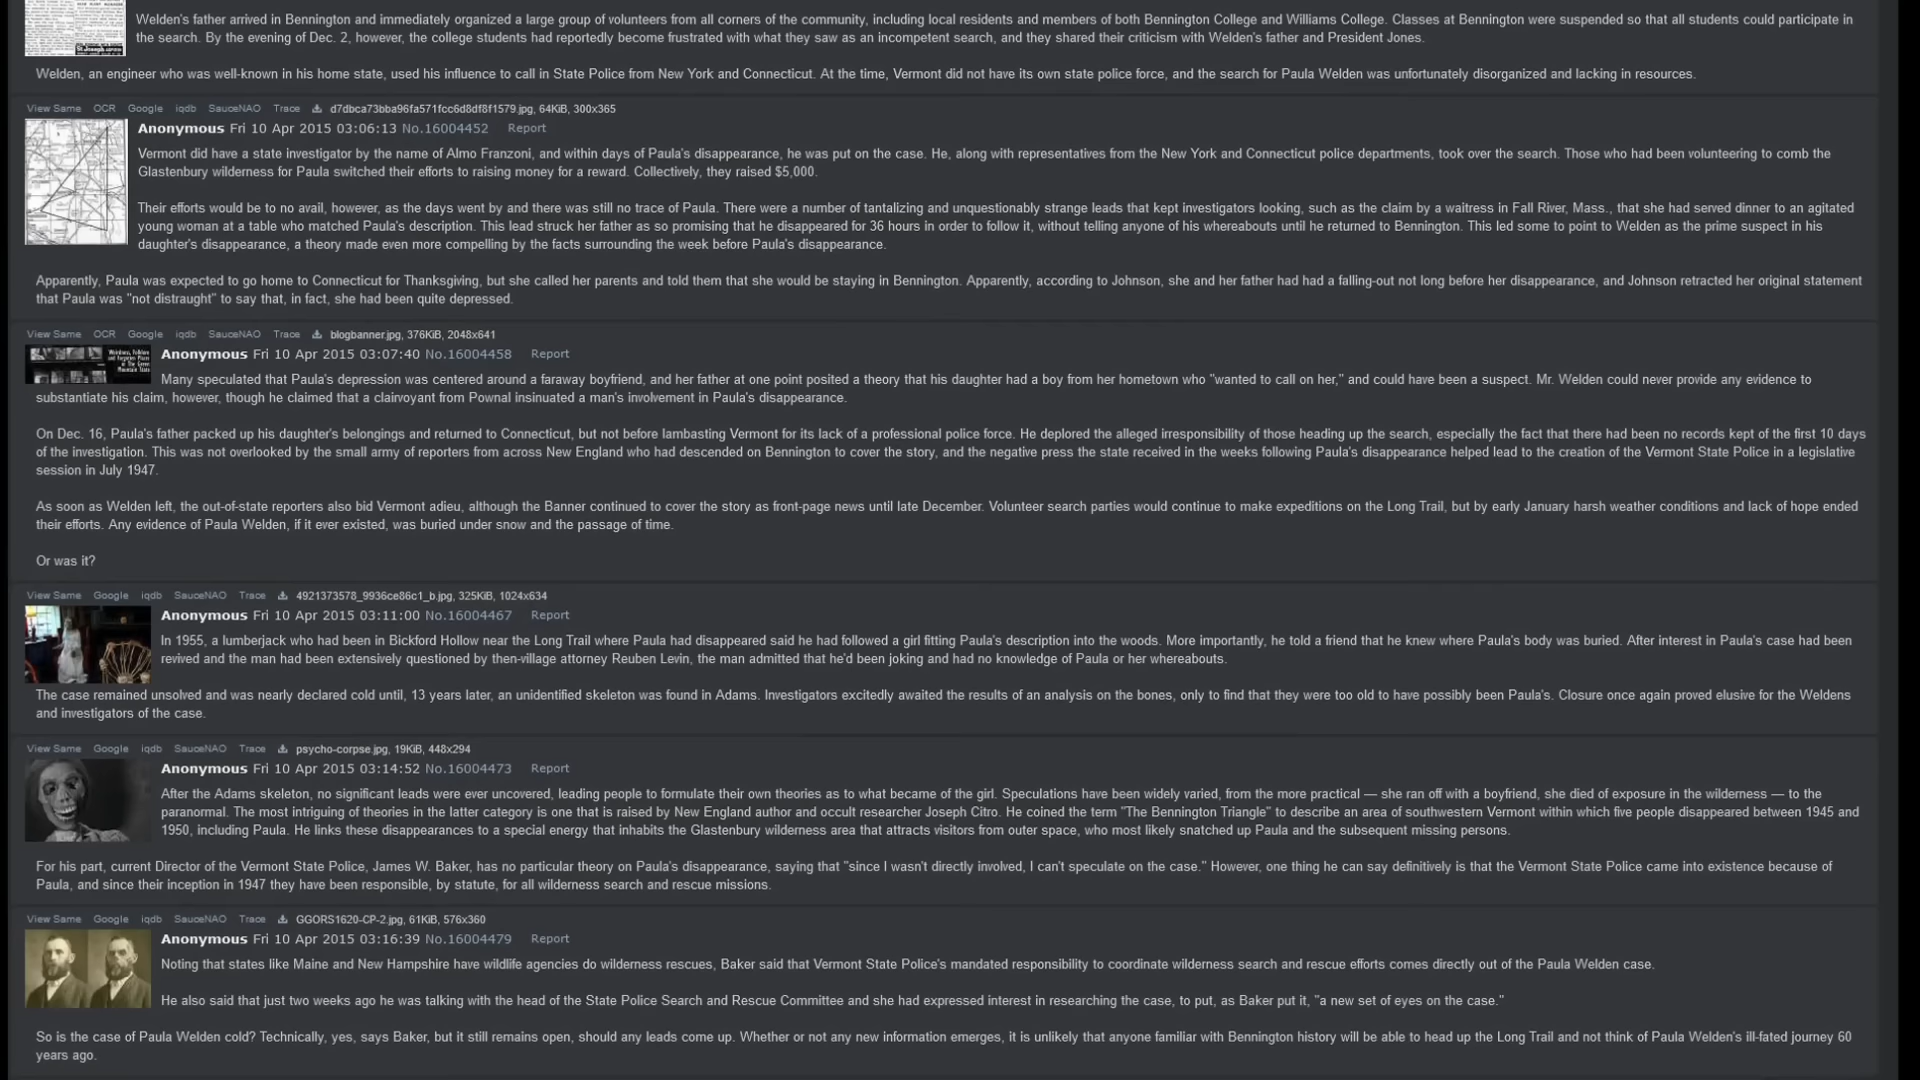 Welden's father arrived in Bennington and immediately organized a large group of volunteers from all corners of the community, including local residents and members of both Bennington College and Williams College. Classes at Bennington were suspended so that all students could participate in
the search. By the evening of Dec. 2, however, the college students had reportedly become frustrated with what they saw as an incompetent search, and they shared their criticism with Welden's father and President Jones.
Welden, an engineer who was well-known in his home state, used his influence to call in State Police from New York and Connecticut. At the time, Vermont did not have its own state police force, and the search for Paula Welden was unfortunately disorganized and lacking in resources.
View Same OCR Google iqdb SauceNAO Trace d7dbca73bba96fa571fcc6d8df8f1579.jpg, 64KiB, 300x365
Anonymous Fri 10 Apr 2015 03:06:13 No.16004452 Report
Vermont did have a state investigator by the name of Almo Franzoni, and within days of Paula's disappearance, he was put on the case. He, along with representatives from the New York and Connecticut police departments, took over the search. Those who had been volunteering to comb the
Glastenbury wilderness for Paula switched their efforts to raising money for a reward. Collectively, they raised $5,000.
Their efforts would be to no avail, however, as the days went by and there was still no trace of Paula. There were a number of tantalizing and unquestionably strange leads that kept investigators looking, such as the claim by a waitress in Fall River, Mass., that she had served dinner to an agitated
young woman at a table who matched Paula's description. This lead struck her father as so promising that he disappeared for 36 hours in order to follow it, without telling anyone of his whereabouts until he returned to Bennington. This led some to point to Welden as the prime suspect in his
daughter's disappearance, a theory made even more compelling by the facts surrounding the week before Paula's disappearance.
Apparently, Paula was expected to go home to Connecticut for Thanksgiving, but she called her parents and told them that she would be staying in Bennington. Apparently, according to Johnson, she and her father had had a falling-out not long before her disappearance, and Johnson retracted her original statement
that Paula was "not distraught" to say that, in fact, she had been quite depressed.
View Same OCR Google iqdb SauceNAO Trace blogbanner.jpg, 376KiB, 2048x641
Weirdness, Folklore
and Forgotten Places
of The Green
Mountain State
Anonymous Fri 10 Apr 2015 03:07:40 No.16004458 Report
Many speculated that Paula's depression was centered around a faraway boyfriend, and her father at one point posited a theory that his daughter had a boy from her hometown who "wanted to call on her," and could have been a suspect. Mr. Welden could never provide any evidence to
substantiate his claim, however, though he claimed that a clairvoyant from Pownal insinuated a man's involvement in Paula's disappearance.
On Dec. 16, Paula's father packed up his daughter's belongings and returned to Connecticut, but not before lambasting Vermont for its lack of a professional police force. He deplored the alleged irresponsibility of those heading up the search, especially the fact that there had been no records kept of the first 10 days
of the investigation. This was not overlooked by the small army of reporters from across New England who had descended on Bennington to cover the story, and the negative press the state received in the weeks following Paula's disappearance helped lead to the creation of the Vermont State Police in a legislative
session in July 1947.
As soon as Welden left, the out-of-state reporters also bid Vermont adieu, although the Banner continued to cover the story as front-page news until late December. Volunteer search parties would continue to make expeditions on the Long Trail, but by early January harsh weather conditions and lack of hope ended
their efforts. Any evidence of Paula Welden, if it ever existed, was buried under snow and the passage of time.
Or was it?
View Same Google iqdb SauceNAO Trace 4921373578_9936ce86c1_b.jpg, 325KiB, 1024x634
Anonymous Fri 10 Apr 2015 03:11:00 No.16004467 Report
In 1955, a lumberjack who had been in Bickford Hollow near the Long Trail where Paula had disappeared said he had followed a girl fitting Paula's description into the woods. More importantly, he told a friend that he knew where Paula's body was buried. After interest in Paula's case had been
revived and the man had been extensively questioned by then-village attorney Reuben Levin, the man admitted that he'd been joking and had no knowledge of Paula or her whereabouts.
The case remained unsolved and was nearly declared cold until, 13 years later, an unidentified skeleton was found in Adams. Investigators excitedly awaited the results of an analysis on the bones, only to find that they were too old to have possibly been Paula's. Closure once again proved elusive for the Weldens
and investigators of the case.
View Same Google iqdb SauceNAO Trace psycho-corpse.jpg, 19KiB, 448x294
Anonymous Fri 10 Apr 2015 03:14:52 No.16004473 Report
After the Adams skeleton, no significant leads were ever uncovered, leading people to formulate their own theories as to what became of the girl. Speculations have been widely varied, from the more practical — she ran off with a boyfriend, she died of exposure in the wilderness — to the
paranormal. The most intriguing of theories in the latter category is one that is raised by New England author and occult researcher Joseph Citro. He coined the term "The Bennington Triangle" to describe an area of southwestern Vermont within which five people disappeared between 1945 and
1950, including Paula. He links these disappearances to a special energy that inhabits the Glastenbury wilderness area that attracts visitors from outer space, who most likely snatched up Paula and the subsequent missing persons.
For his part, current Director of the Vermont State Police, James W. Baker, has no particular theory on Paula's disappearance, saying that "since I wasn't directly involved, I can't speculate on the case." However, one thing he can say definitively is that the Vermont State Police came into existence because of
Paula, and since their inception in 1947 they have been responsible, by statute, for all wilderness search and rescue missions.
View Same Google iqdb SauceNAO Trace GGORS1620-CP-2.jpg, 61KiB, 576x360
Anonymous Fri 10 Apr 2015 03:16:39 No.16004479 Report
Noting that states like Maine and New Hampshire have wildlife agencies do wilderness rescues, Baker said that Vermont State Police's mandated responsibility to coordinate wilderness search and rescue efforts comes directly out of the Paula Welden case.
He also said that just two weeks ago he was talking with the head of the State Police Search and Rescue Committee and she had expressed interest in researching the case, to put, as Baker put it, "a new set of eyes on the case."
So is the case of Paula Welden cold? Technically, yes, says Baker, but it still remains open, should any leads come up. Whether or not any new information emerges, it is unlikely that anyone familiar with Bennington history will be able to head up the Long Trail and not think of Paula Welden's ill-fated journey 60
years ago.